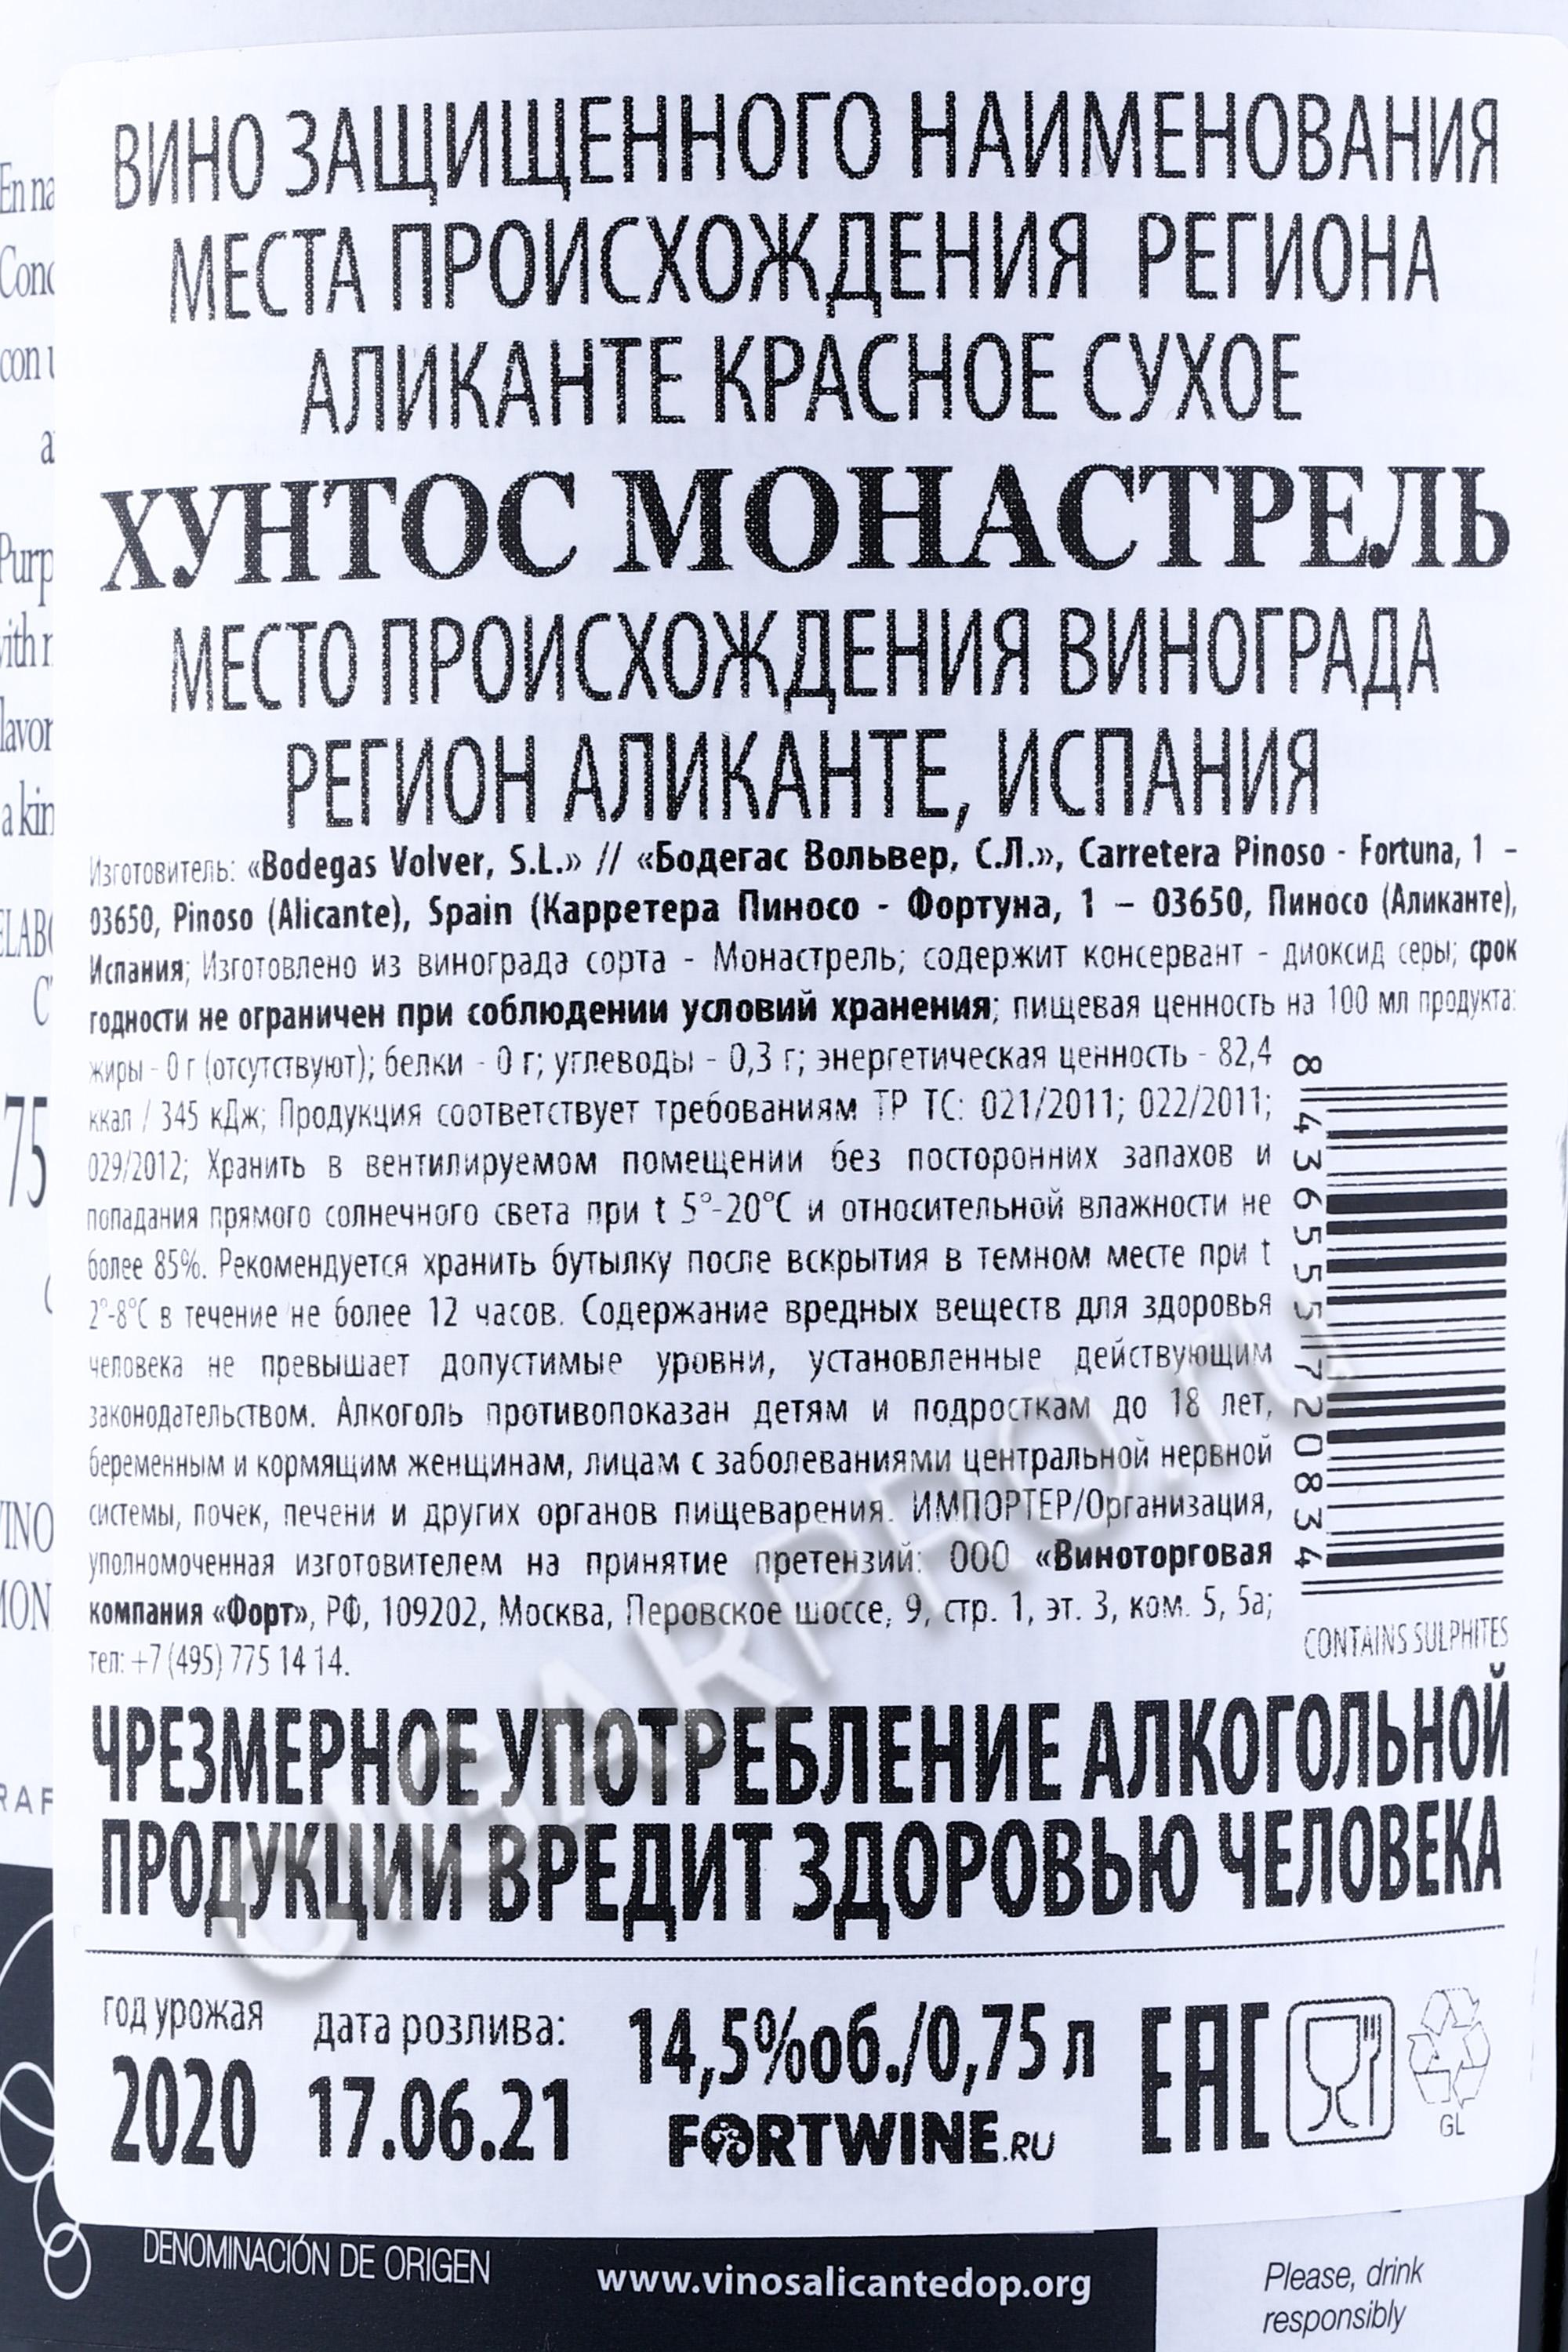 ВИНО ЗАЩИЩЕННОГО НАИМЕНОВАНИЯ
МЕСТА ПРОИСХОЖДЕНИЯ РЕГИОНА
АЛИКАНТЕ КРАСНОЕ СУХОЕ
ХУНТОС МОНАСТРЕЛЬ
МЕСТО ПРОИСХОЖДЕНИЯ ВИНОГРАДА
РЕГИОН АЛИКАНТЕ, ИСПАНИЯ
Изготовитель: «Bodegas Volver, S.L.» // «Бодегас Вольвер, С.Л.», Carretera Pinoso - Fortuna, 1 –
03650, Pinoso (Alicante), Spain (Карретера Пиносо - Фортуна, 1 – 03650, Пиносо (Аликанте),
Испания; Изготовлено из винограда сорта - Монастрель; содержит консервант - диоксид серы; срок
годности не ограничен при соблюдении условий хранения; пищевая ценность на 100 мл продукта:
жиры - 0 г (отсутствуют); белки - 0 г; углеводы - 0,3 г; энергетическая ценность - 82,4
ккал / 345 кДж; Продукция соответствует требованиям ТР ТС: 021/2011; 022/2011;
029/2012; Хранить в вентилируемом помещении без посторонних запахов и
попадания прямого солнечного света при t 5°-20°C и относительной влажности не
более 85%. Рекомендуется хранить бутылку после вскрытия в темном месте при t
2°-8°C в течение не более 12 часов. Содержание вредных веществ для здоровья
человека не превышает допустимые уровни, установленные действующим
законодательством. Алкоголь противопоказан детям и подросткам до 18 лет,
беременным и кормящим женщинам, лицам с заболеваниями центральной нервной
системы, почек, печени и других органов пищеварения. ИМПОРТЕР/Организация,
уполномоченная изготовителем на принятие претензий: ООО «Виноторговая
компания «Форт», РФ, 109202, Москва, Перовское шоссе, 9, стр. 1, эт. 3, ком. 5, 5а;
тел: +7 (495) 775 14 14.
8 436555 720834
CONTAINS SULPHITES
ЧРЕЗМЕРНОЕ УПОТРЕБЛЕНИЕ АЛКОГОЛЬНОЙ
ПРОДУКЦИИ ВРЕДИТ ЗДОРОВЬЮ ЧЕЛОВЕКА
год урожая
2020
дата розлива:
17.06.21
14,5%об./0,75 л
FORTWINE.RU
EAC
GL
DENOMINACIÓN DE ORIGEN
www.vinosalicantedop.org
Please, drink
responsibly
En na
con
a
Purp
a kin
75